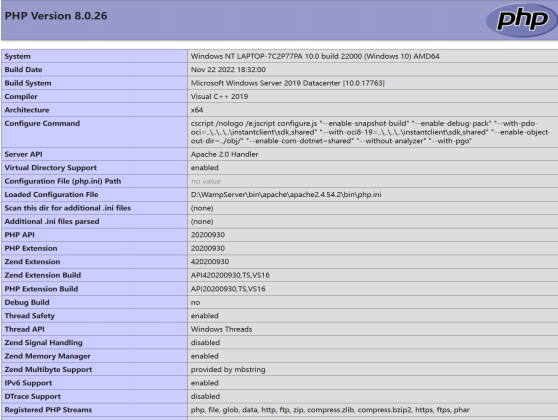 PHP Version 8.0.26
php
System Windows NT LAPTOP-7C2P77PA 10.0 build 22000 (Windows 10) AMD64
Build Date Nov 22 2022 18:32:00
Build System Microsoft Windows Server 2019 Datacenter [10.0.17763]
Compiler Visual C++ 2019
Architecture x64
Configure Command cscript /nologo /e:jscript configure.js "--enable-snapshot-build" "--enable-debug-pack" "--with-pdo-
oci=..\..\..\..\instantclient\sdk,shared" "--with-oci8-19=..\..\..\..\instantclient\sdk,shared" "--enable-object-
out-dir=../obj/" "--enable-com-dotnet=shared" "--without-analyzer" "--with-pgo"
Server API Apache 2.0 Handler
Virtual Directory Support enabled
Configuration File (php.ini) Path no value
Loaded Configuration File D:\WampServer\bin\apache\apache2.4.54.2\bin\php.ini
Scan this dir for additional .ini files (none)
Additional .ini files parsed (none)
PHP API 20200930
PHP Extension 20200930
Zend Extension 420200930
Zend Extension Build API420200930,TS,VS16
PHP Extension Build API20200930,TS,VS16
Debug Build no
Thread Safety enabled
Thread API Windows Threads
Zend Signal Handling disabled
Zend Memory Manager enabled
Zend Multibyte Support provided by mbstring
IPv6 Support enabled
DTrace Support disabled
Registered PHP Streams php, file, glob, data, http, ftp, zip, compress.zlib, compress.bzip2, https, ftps, phar